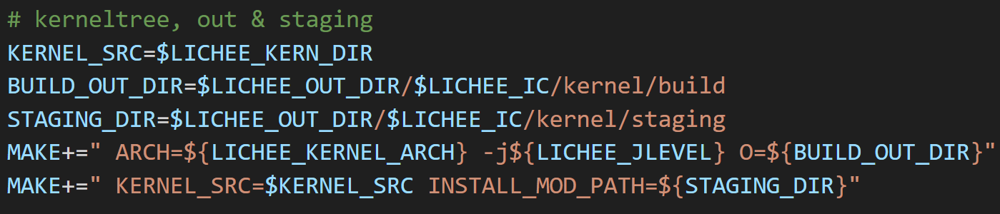 # kerneltree, out & staging
KERNEL_SRC=$LICHEE_KERN_DIR
BUILD_OUT_DIR=$LICHEE_OUT_DIR/$LICHEE_IC/kernel/build
STAGING_DIR=$LICHEE_OUT_DIR/$LICHEE_IC/kernel/staging
MAKE+=" ARCH=${LICHEE_KERNEL_ARCH} -j${LICHEE_JLEVEL} O=${BUILD_OUT_DIR}"
MAKE+=" KERNEL_SRC=$KERNEL_SRC INSTALL_MOD_PATH=${STAGING_DIR}"